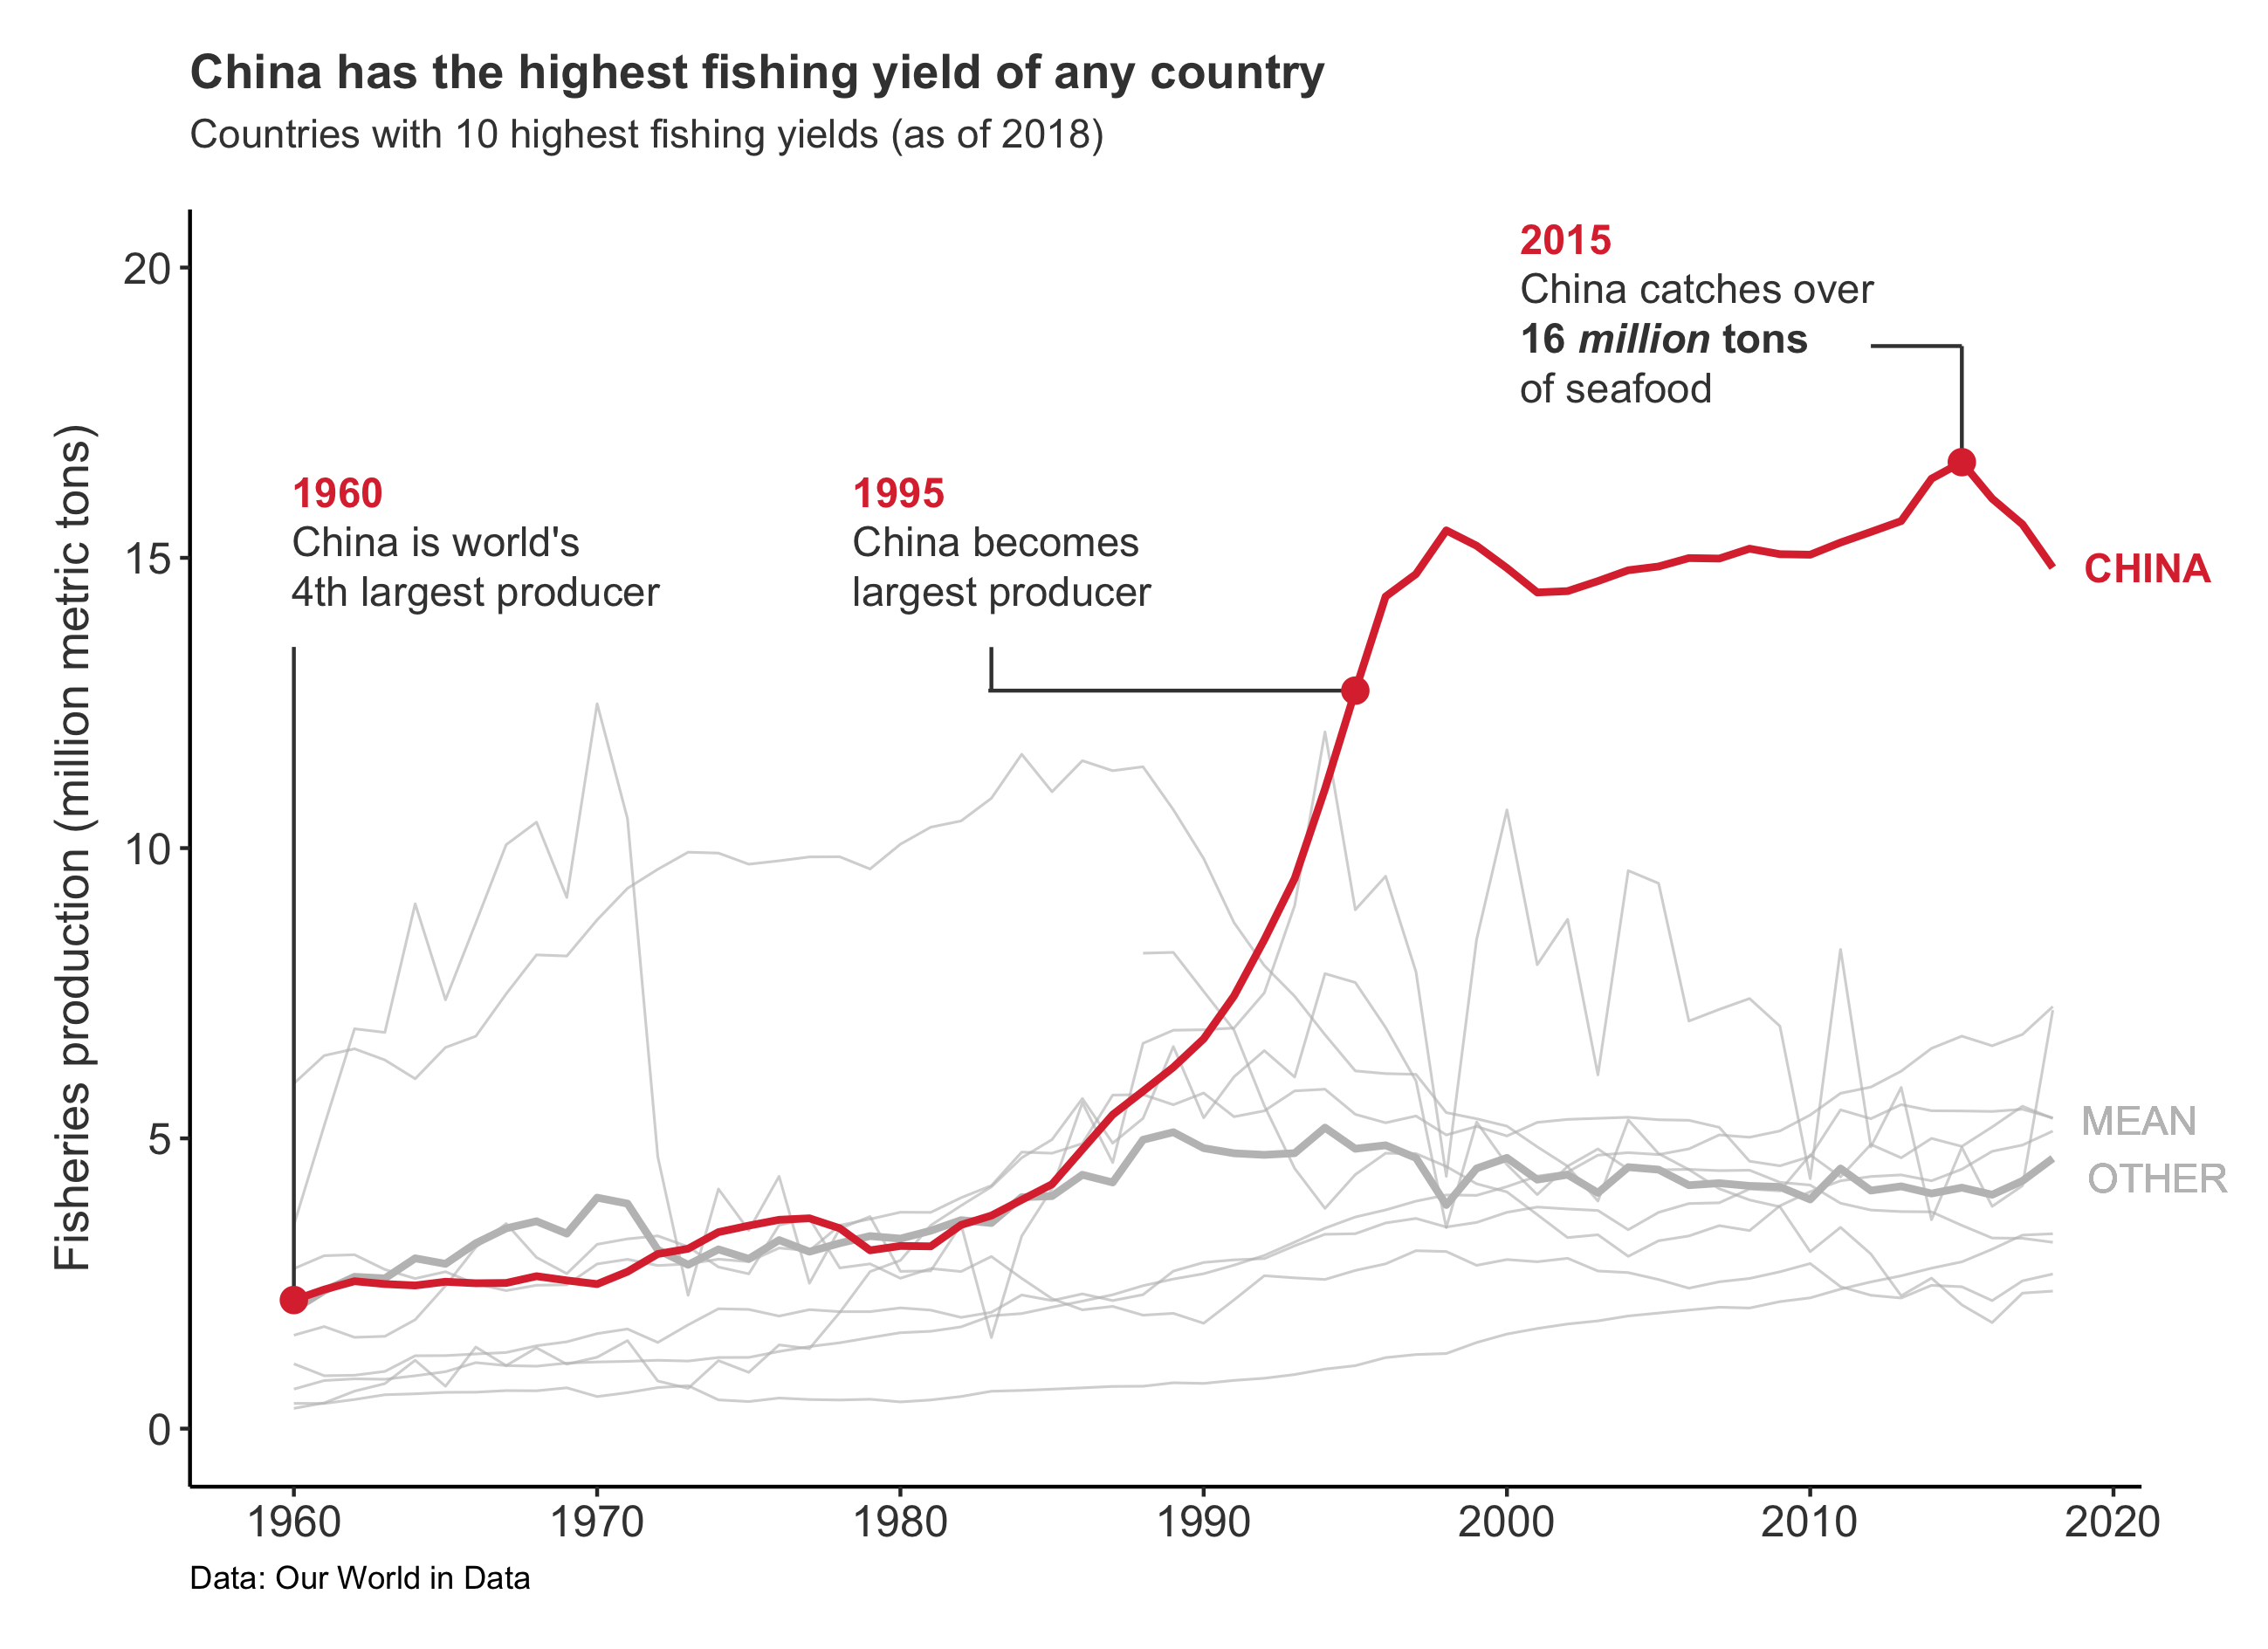 China has the highest fishing yield of any country
Countries with 10 highest fishing yields (as of 2018)
Fisheries production (million metric tons)
20
15
10
5
0
2015
China catches over
16 million tons
of seafood
1960
China is world's
4th largest producer
1995
China becomes
largest producer
CHINA
MEAN
OTHER
1960
1970
1980
1990
2000
2010
2020
Data: Our World in Data